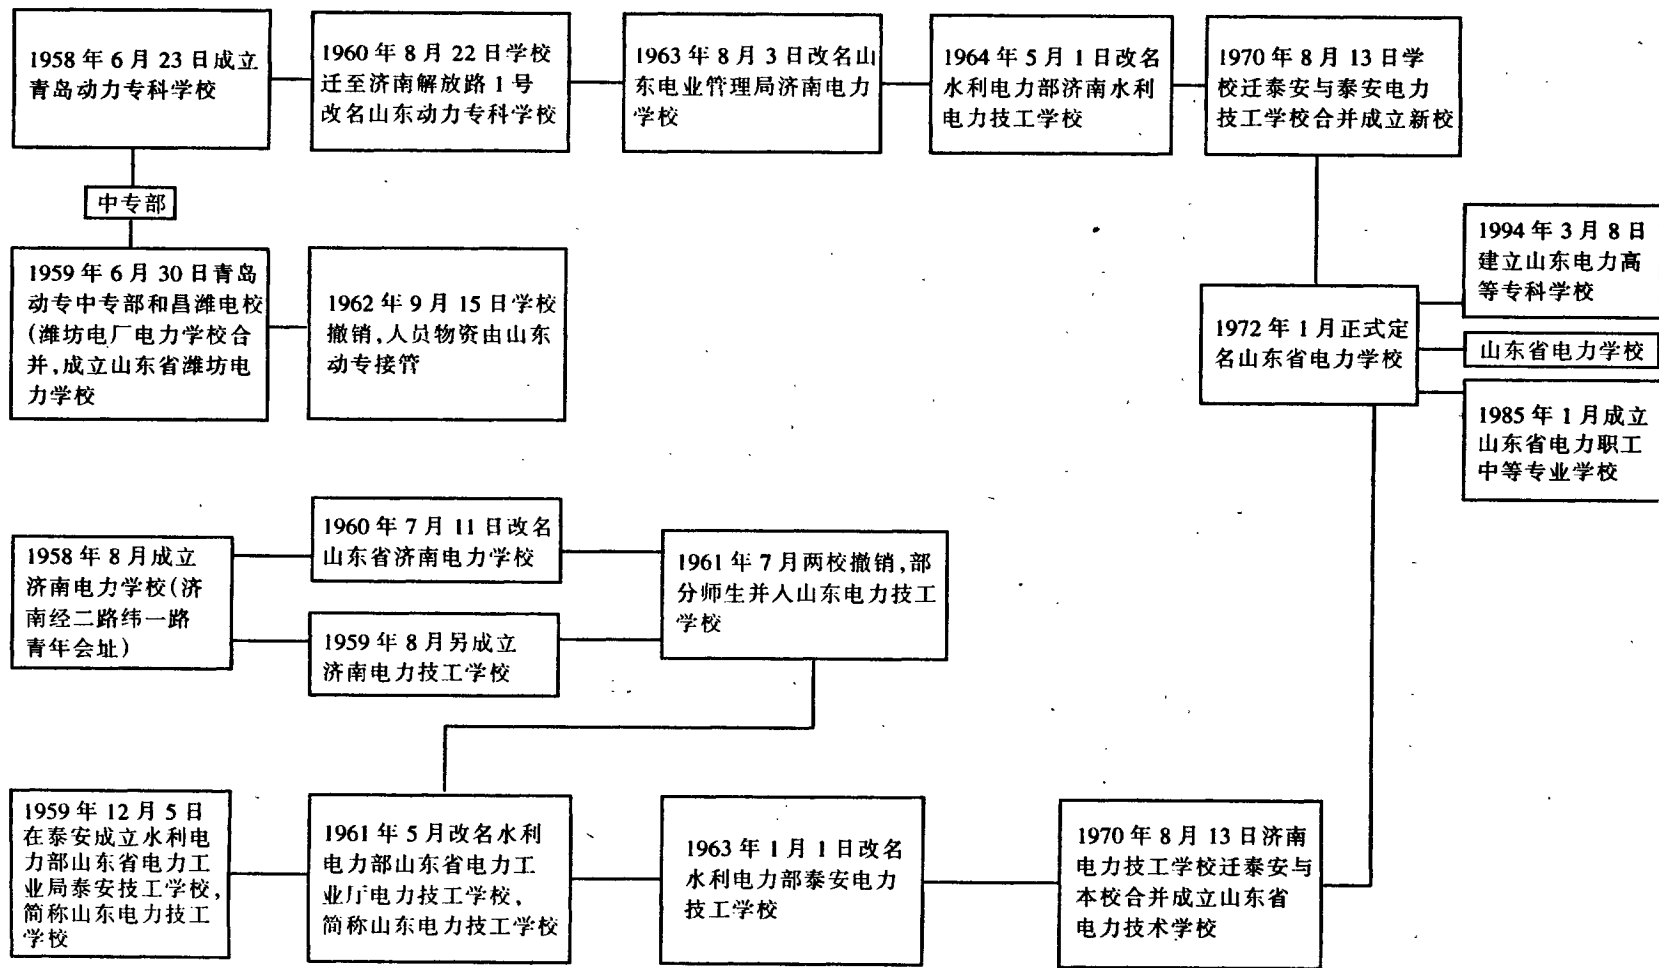 1958年6月23日成立
青岛动力专科学校
1960年8月22日学校
迁至济南解放路1号
改名山东动力专科学校
1963年8月3日改名山
东电业管理局济南电力
学校
1964年5月1日改名
水利电力部济南水利
电力技工学校
1970年8月13日学
校迁泰安与泰安电力
技工学校合并成立新校
中专部
1959年6月30日青岛
动专中专部和昌潍电校
(潍坊电厂电力学校合
并,成立山东省潍坊电
力学校
1962年9月15日学校
撤销,人员物资由山东
动专接管
1972年1月正式定
名山东省电力学校
1994年3月8日
建立山东电力高
等专科学校
山东省电力学校
1985年1月成立
山东省电力职工
中等专业学校
1958年8月成立
济南电力学校(济
南经二路纬一路
青年会址)
1960年7月11日改名
山东省济南电力学校
1959年8月另成立
济南电力技工学校
1961年7月两校撤销,部
分师生并入山东电力技工
学校
1959年12月5日
在泰安成立水利电
力部山东省电力工
业局泰安技工学校,
简称山东电力技工
学校
1961年5月改名水利
电力部山东省电力工
业厅电力技工学校,
简称山东电力技工学校
1963年1月1日改名
水利电力部泰安电力
技工学校
1970年8月13日济南
电力技工学校迁泰安与
本校合并成立山东省
电力技术学校